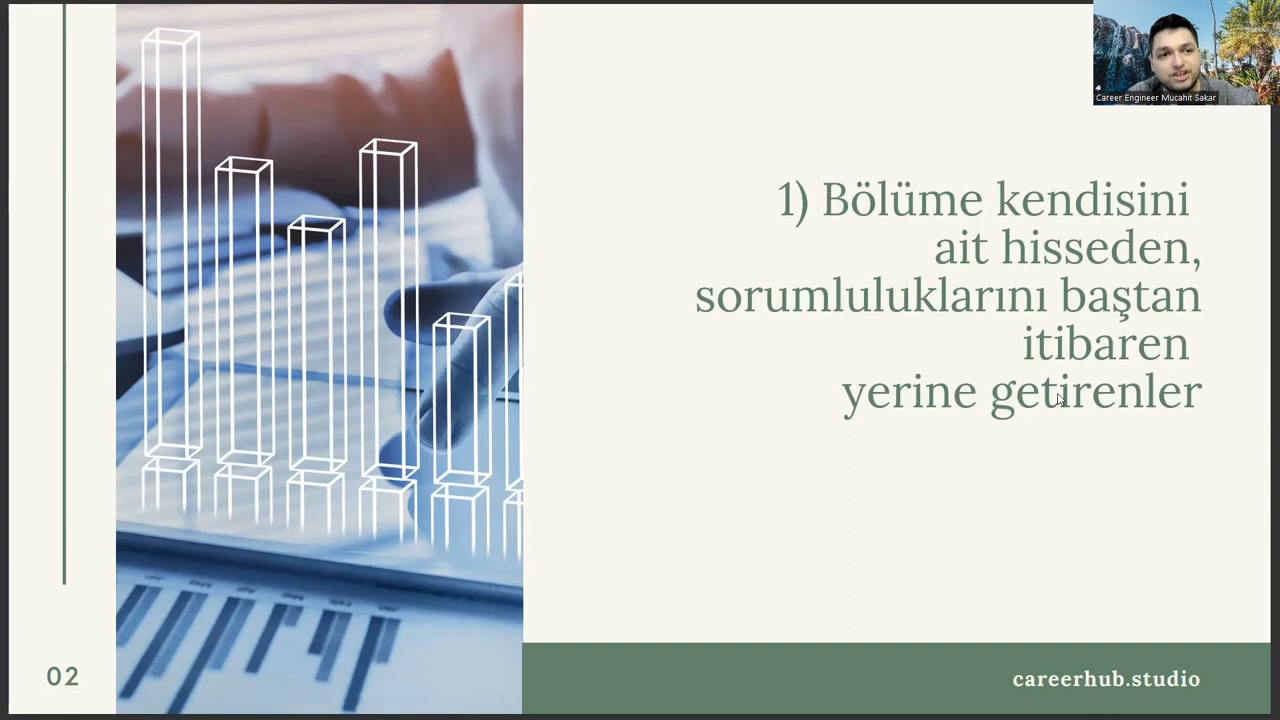 Career Engineer Mucahit Sakar
1) Bölüme kendisini
ait hisseden,
sorumluluklarını baştan
itibaren
yerine getirenler
02
careerhub.studio